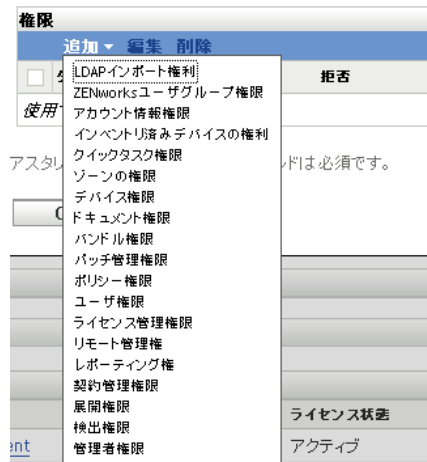 権限
追加 編集 削除
拒否
使用
LDAPインポート権利
ZENworksユーザグループ権限
アカウント情報権限
インベントリ済みデバイスの権利
クイックタスク権限
ゾーンの権限
デバイス権限
ドキュメント権限
バンドル権限
パッチ管理権限
ポリシー権限
ユーザ権限
ライセンス管理権限
リモート管理権
レポーティング権
契約管理権限
展開権限
検出権限
管理者権限
アスタ
ドは必須です。
ライセンス状態
ent
アクティブ